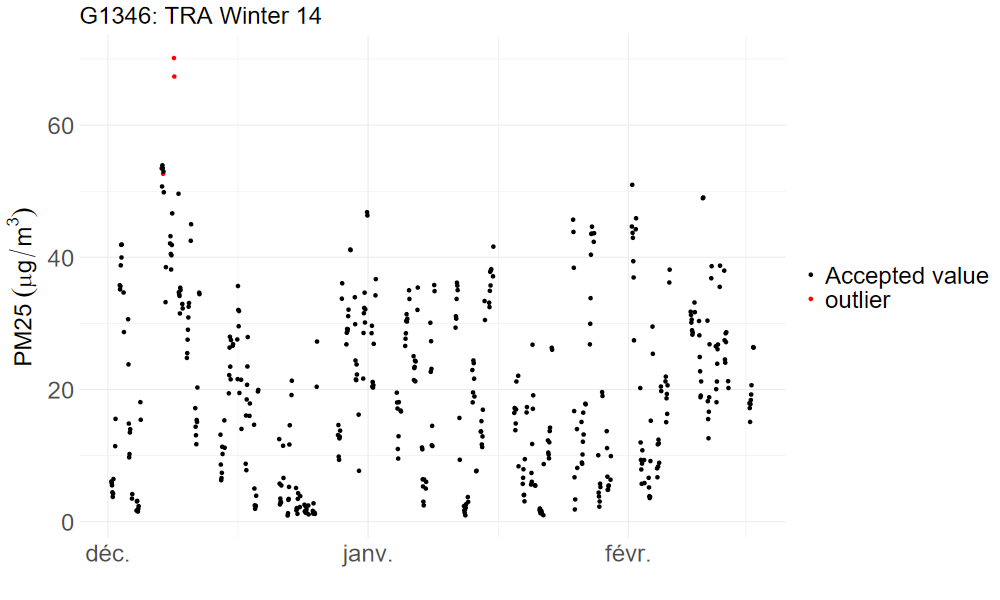 G1346: TRA Winter 14
PM25 (μg/m³)
60
40
20
0
déc.
janv.
févr.
Accepted value
outlier